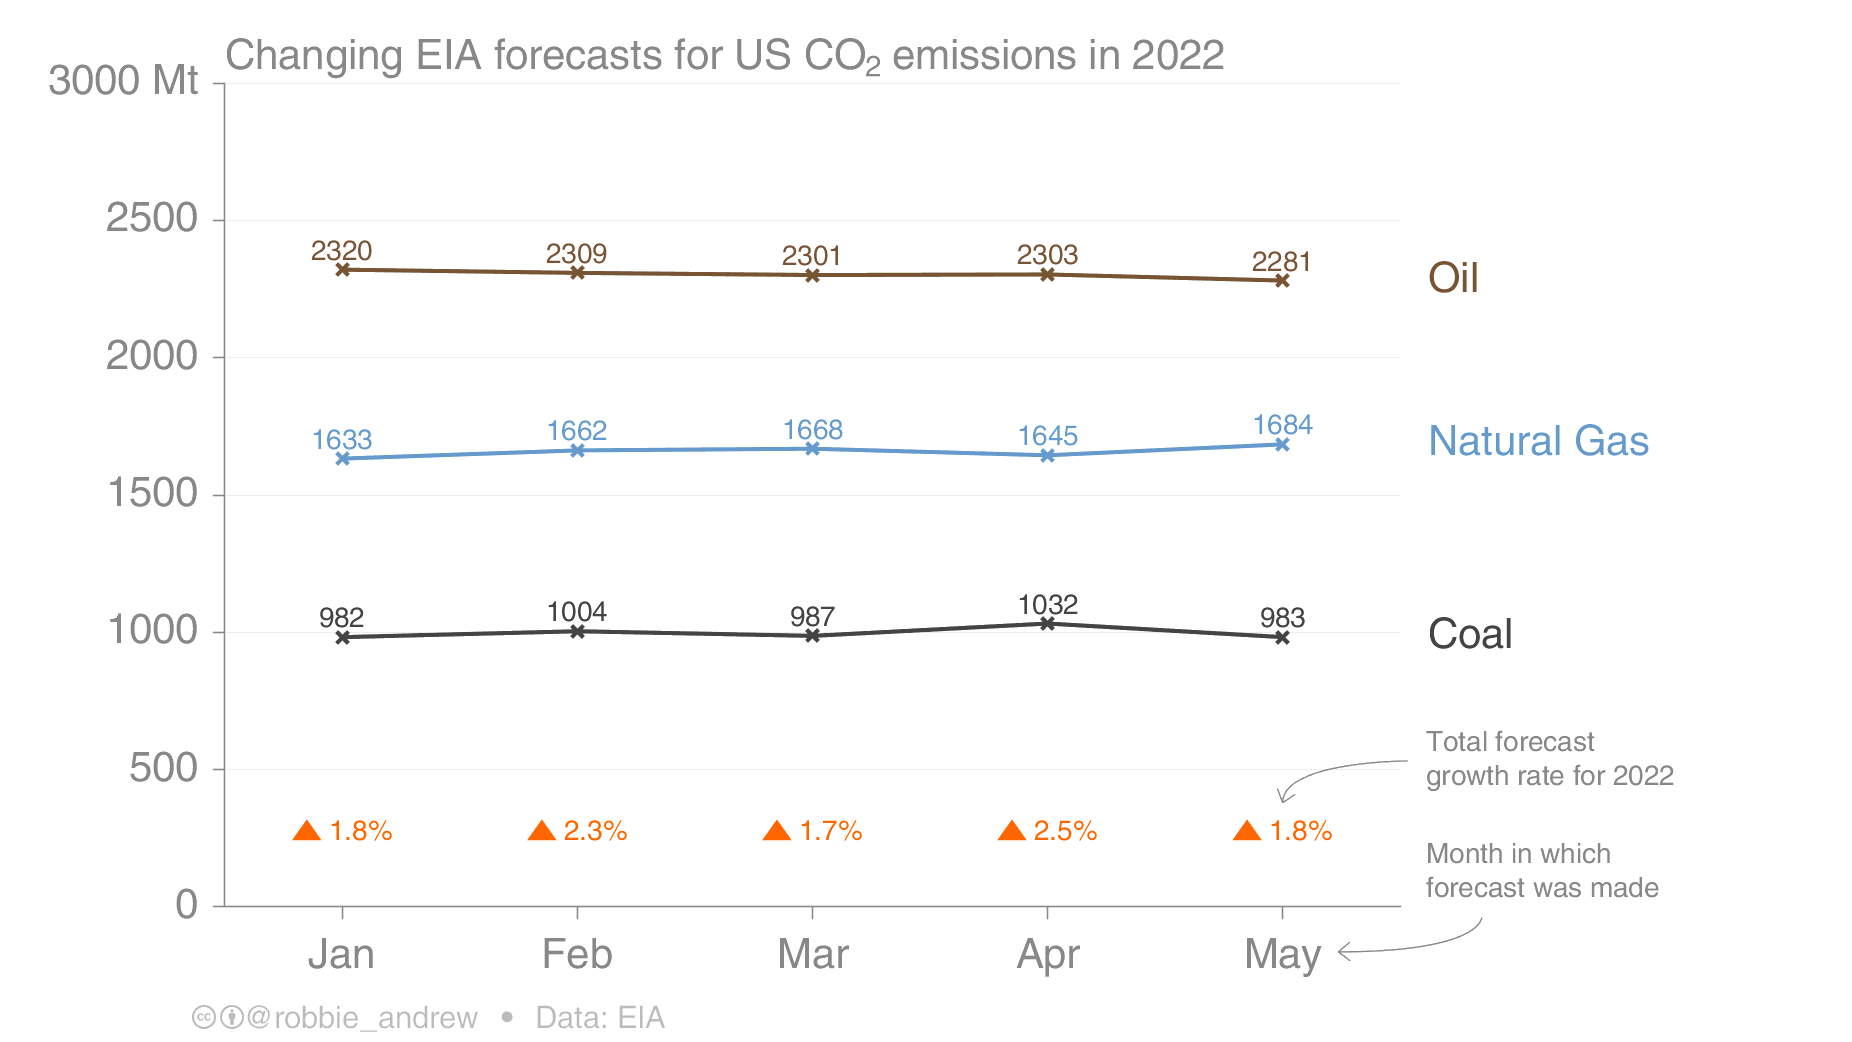 Changing EIA forecasts for US CO₂ emissions in 2022
3000 Mt
2500
2320 2309 2301 2303 2281
Oil
2000
1633 1662 1668 1645 1684
Natural Gas
1500
982 1004 987 1032 983
1000
Coal
Total forecast
growth rate for 2022
500
▲ 1.8% ▲ 2.3% ▲ 1.7% ▲ 2.5% ▲ 1.8%
Month in which
forecast was made
0
Jan Feb Mar Apr May
@robbie_andrew • Data: EIA